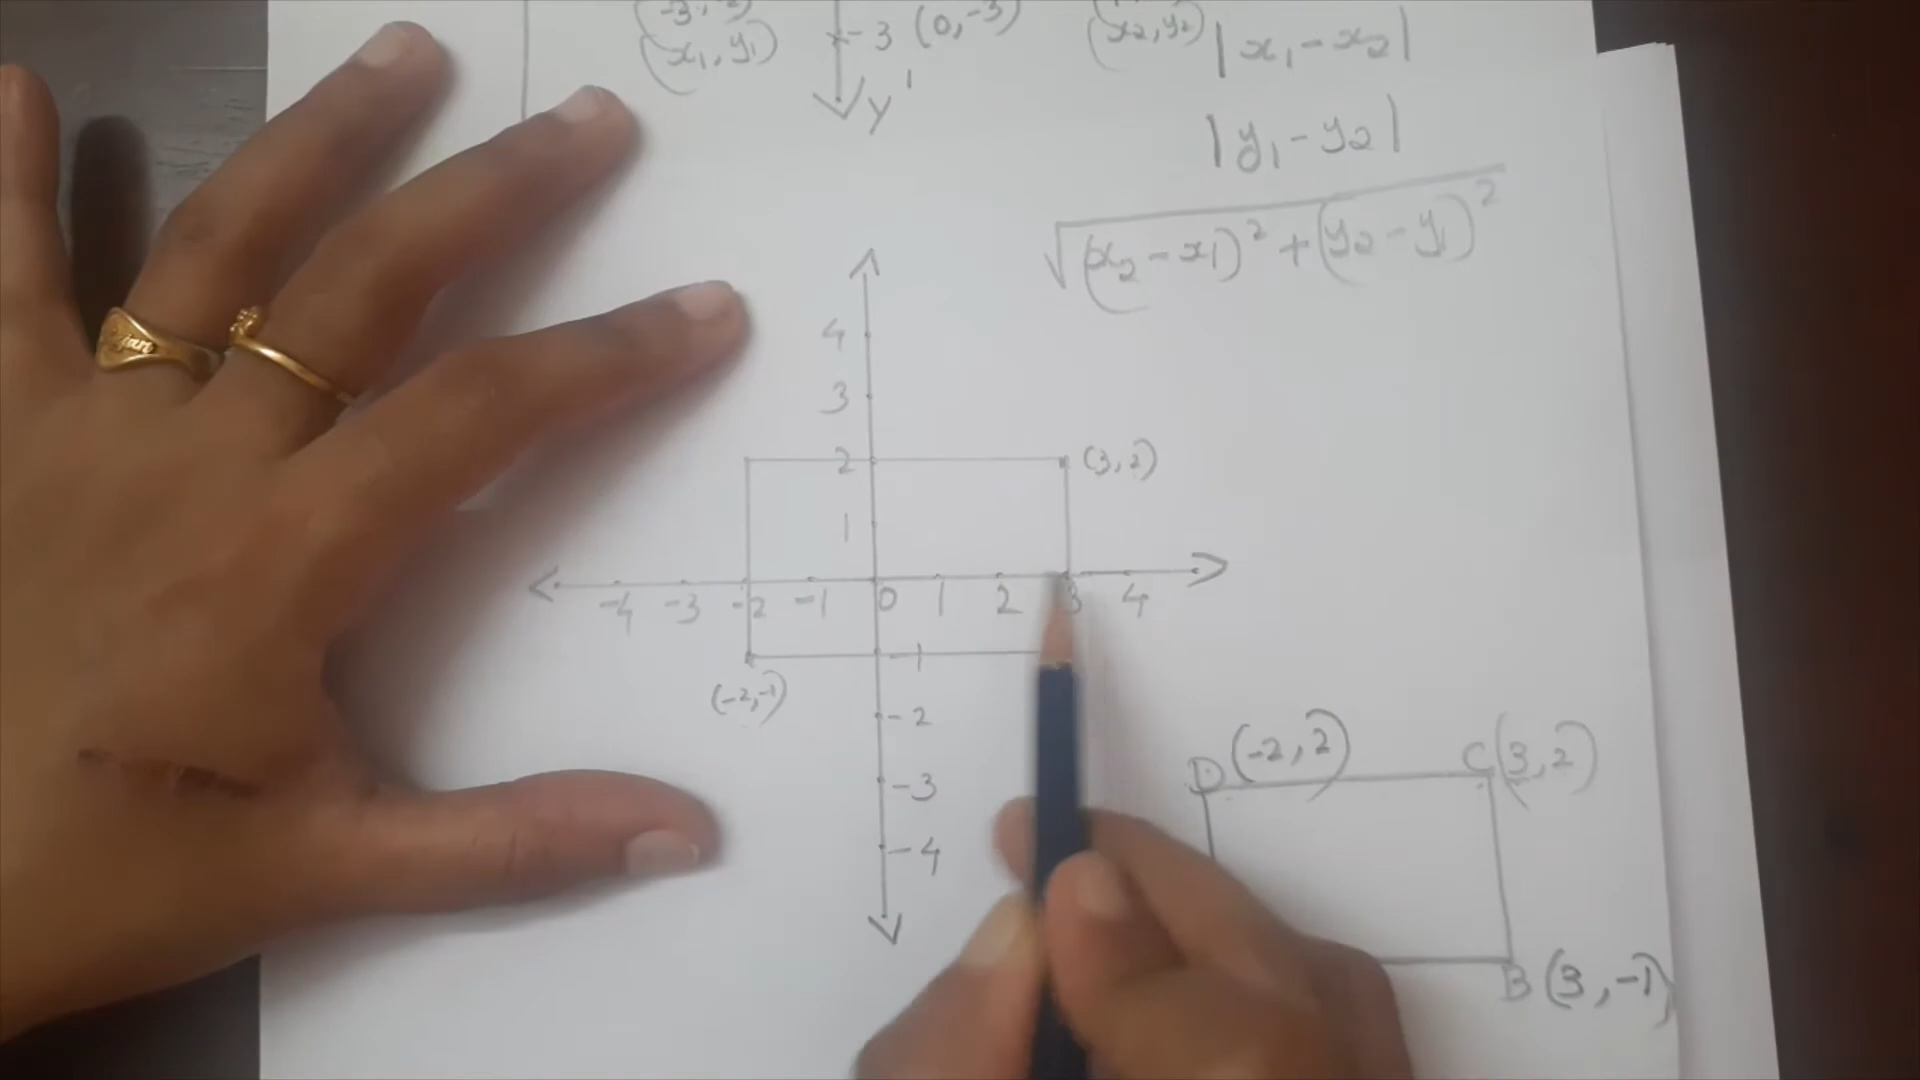 (x₁, y₁)
-3 (0, -3)
(x₂, y₂)
|x₁ - x₂|
Y'
|y₁ - y₂|
√(x₂ - x₁)² + (y₂ - y₁)²
4
3
2 (3, 2)
1
-4 -3 -2 -1 0 1 2 3 4
-1
(-2, -1)
-2
-3
-4
D (-2, 2) C (3, 2)
B (3, -1)